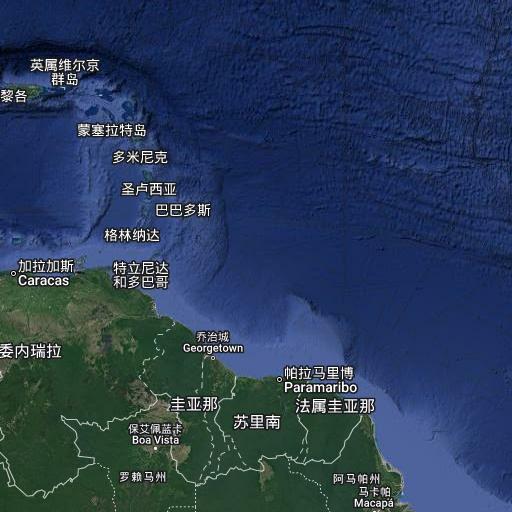 英属维尔京
群岛
黎各
蒙塞拉特岛
多米尼克
圣卢西亚
巴巴多斯
格林纳达
加拉加斯
Caracas
特立尼达
和多巴哥
乔治城
Georgetown
委内瑞拉
帕拉马里博
Paramaribo
圭亚那
法属圭亚那
苏里南
保艾佩蓝卡
Boa Vista
罗赖马州
阿马帕州
马卡帕
Macapá